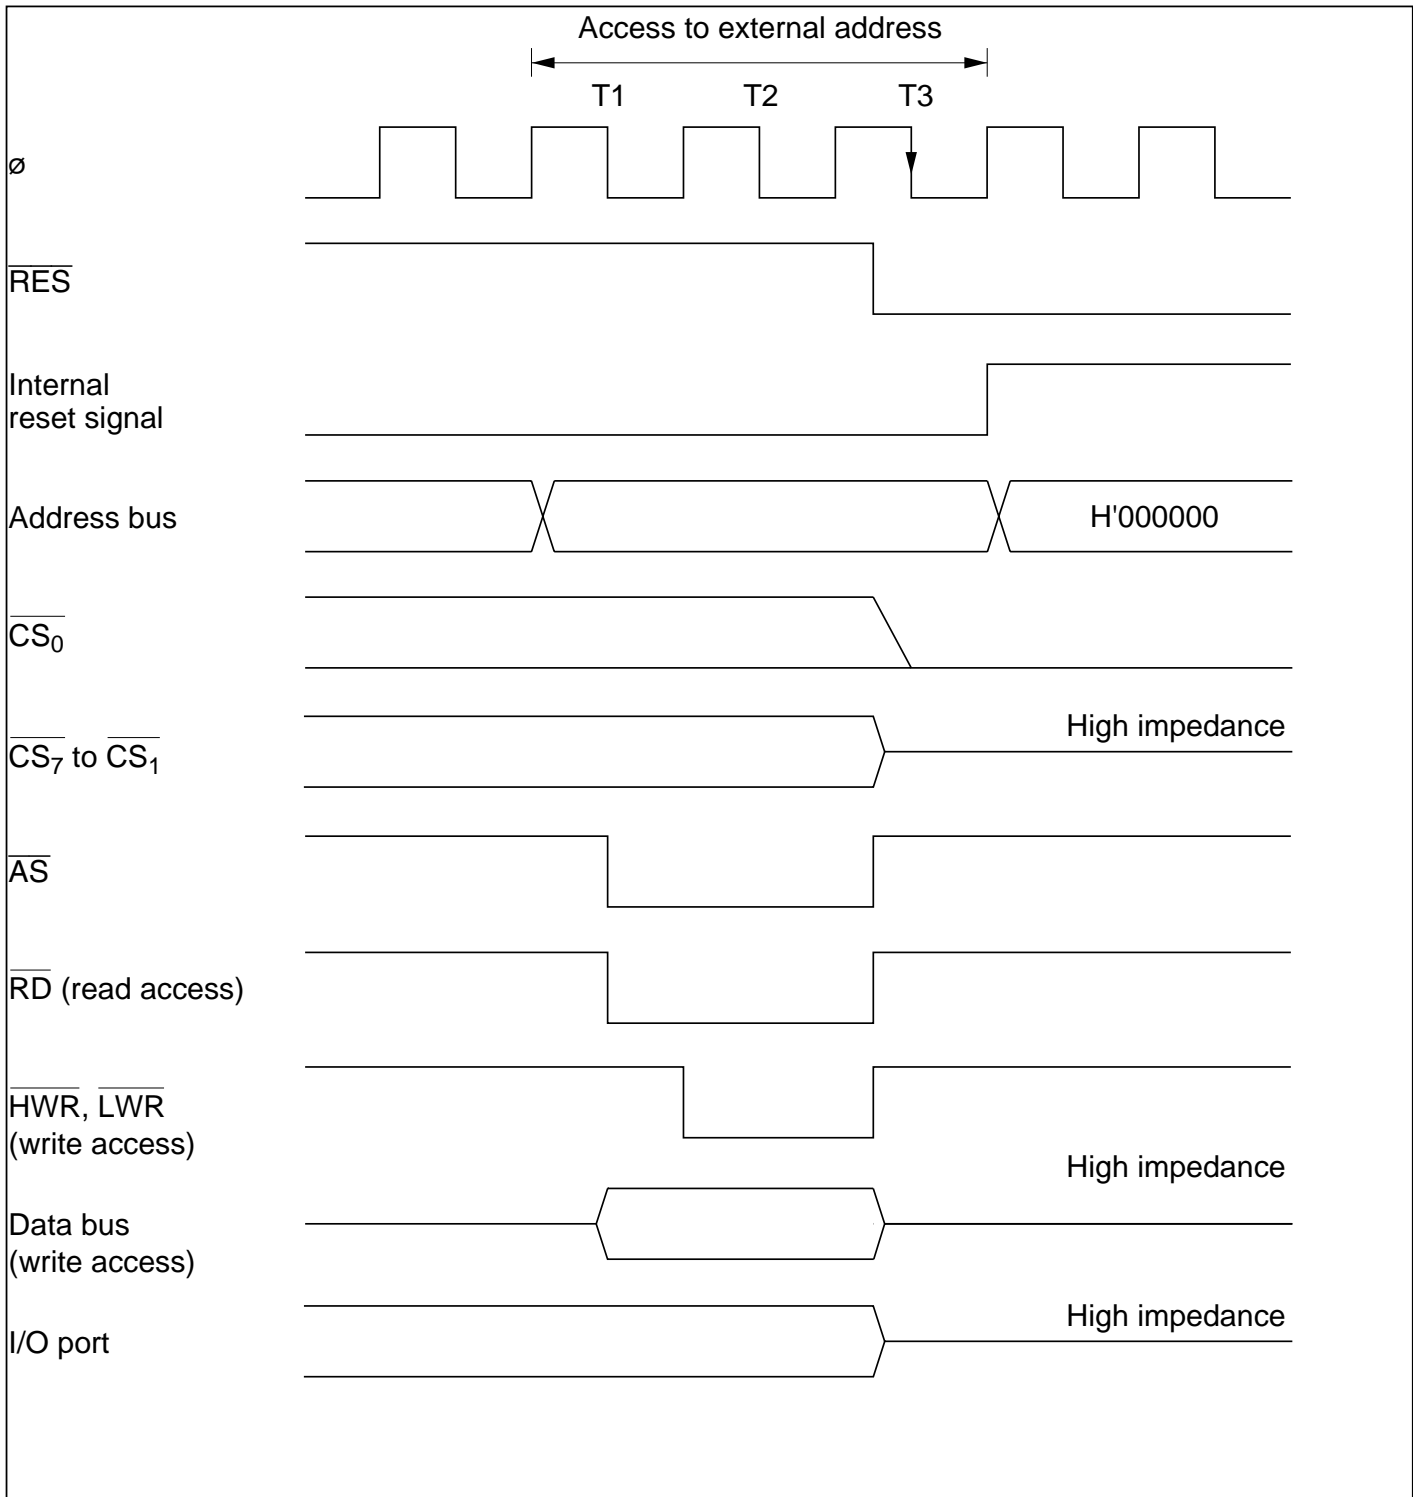 Access to external address
T1 T2 T3
ø
RES
Internal
reset signal
Address bus
H'000000
CS0
High impedance
CS7 to CS1
AS
RD (read access)
HWR, LWR
(write access)
High impedance
Data bus
(write access)
High impedance
I/O port